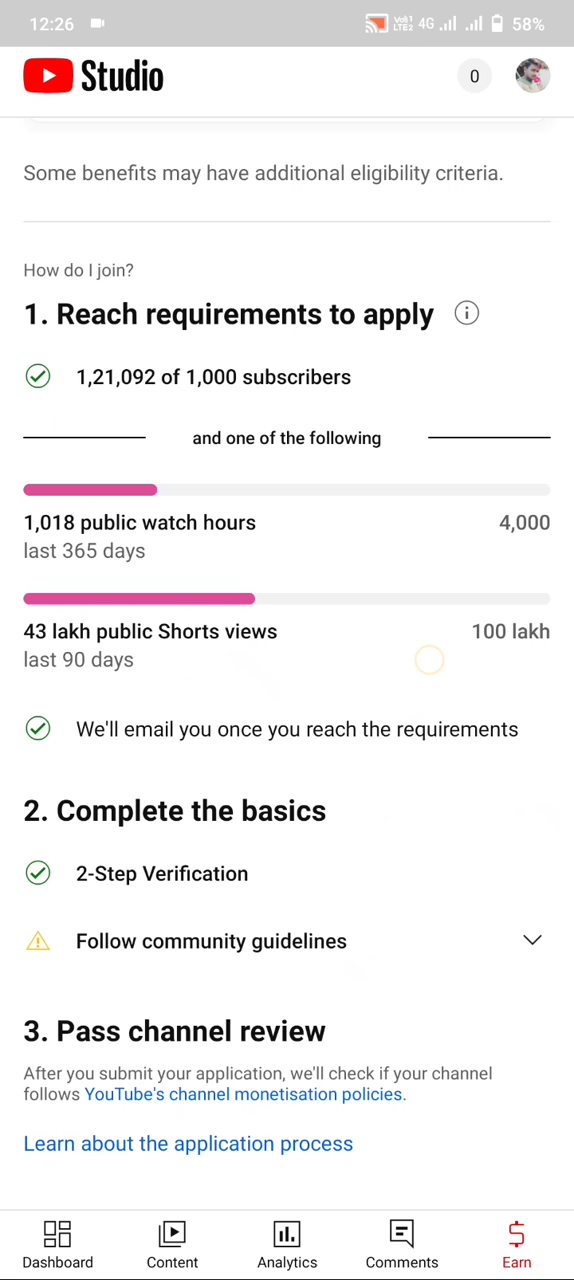 12:26 Vo1 LTE2 4G 58%
Studio 0
Some benefits may have additional eligibility criteria.
How do I join?
1. Reach requirements to apply
1,21,092 of 1,000 subscribers
and one of the following
1,018 public watch hours 4,000
last 365 days
43 lakh public Shorts views 100 lakh
last 90 days
We'll email you once you reach the requirements
2. Complete the basics
2-Step Verification
Follow community guidelines
3. Pass channel review
After you submit your application, we'll check if your channel
follows YouTube's channel monetisation policies.
Learn about the application process
Dashboard Content Analytics Comments Earn